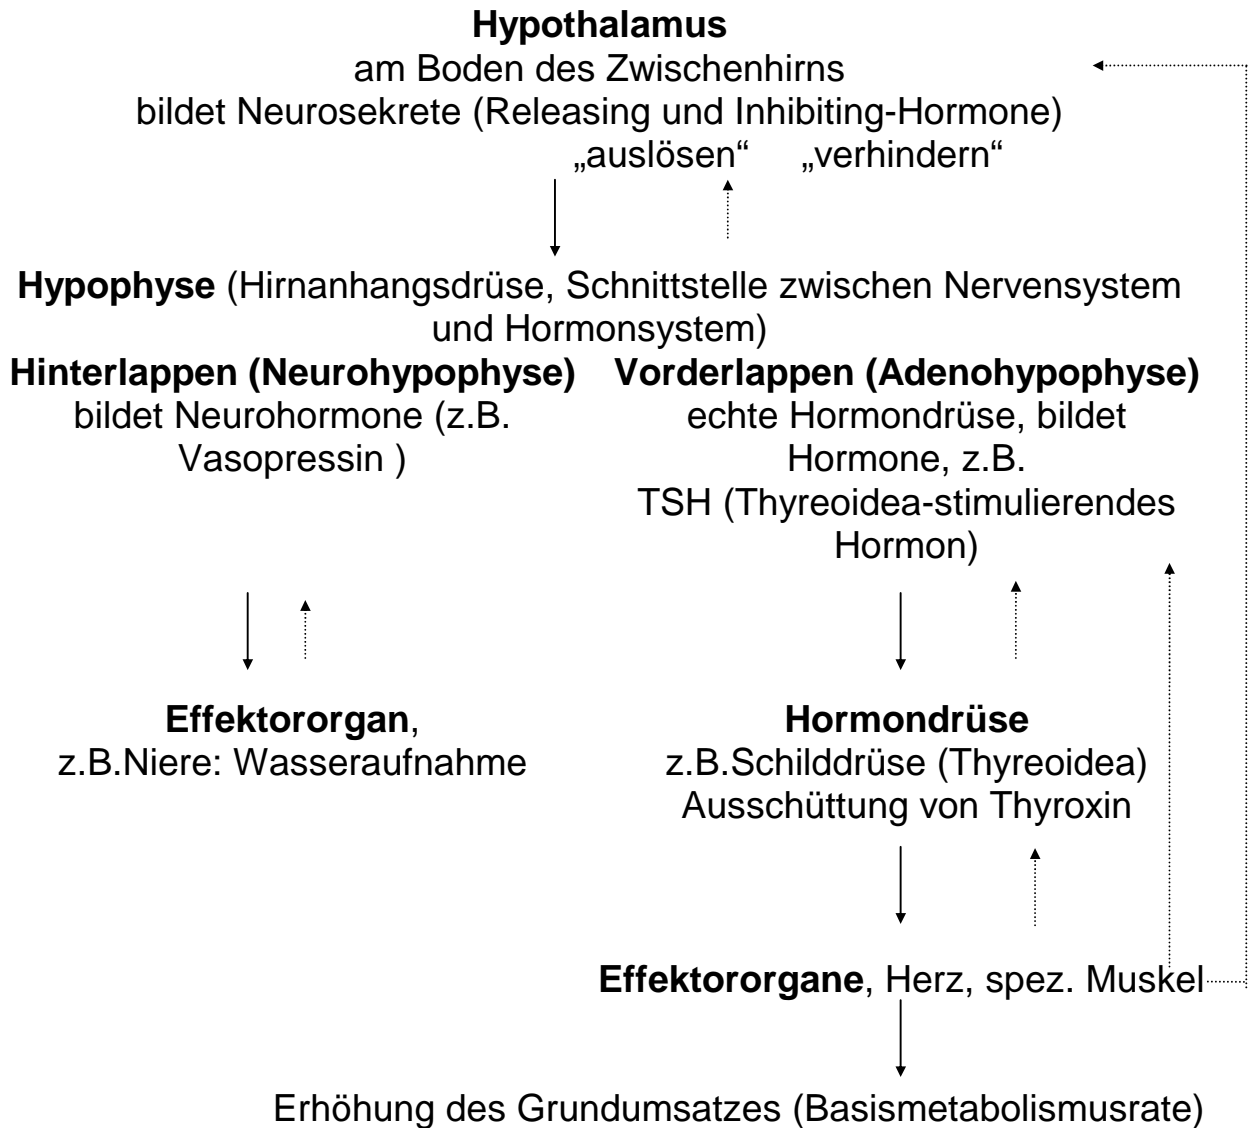 Hypothalamus
am Boden des Zwischenhirns
bildet Neurosekrete (Releasing und Inhibiting-Hormone)
„auslösen“ „verhindern“
Hypophyse (Hirnanhangsdrüse, Schnittstelle zwischen Nervensystem
und Hormonsystem)
Hinterlappen (Neurohypophyse)
bildet Neurohormone (z.B.
Vasopressin )
Vorderlappen (Adenohypophyse)
echte Hormondrüse, bildet
Hormone, z.B.
TSH (Thyreoidea-stimulierendes
Hormon)
Effektororgan,
z.B.Niere: Wasseraufnahme
Hormondrüse
z.B.Schilddrüse (Thyreoidea)
Ausschüttung von Thyroxin
Effektororgane, Herz, spez. Muskel
Erhöhung des Grundumsatzes (Basismetabolismusrate)